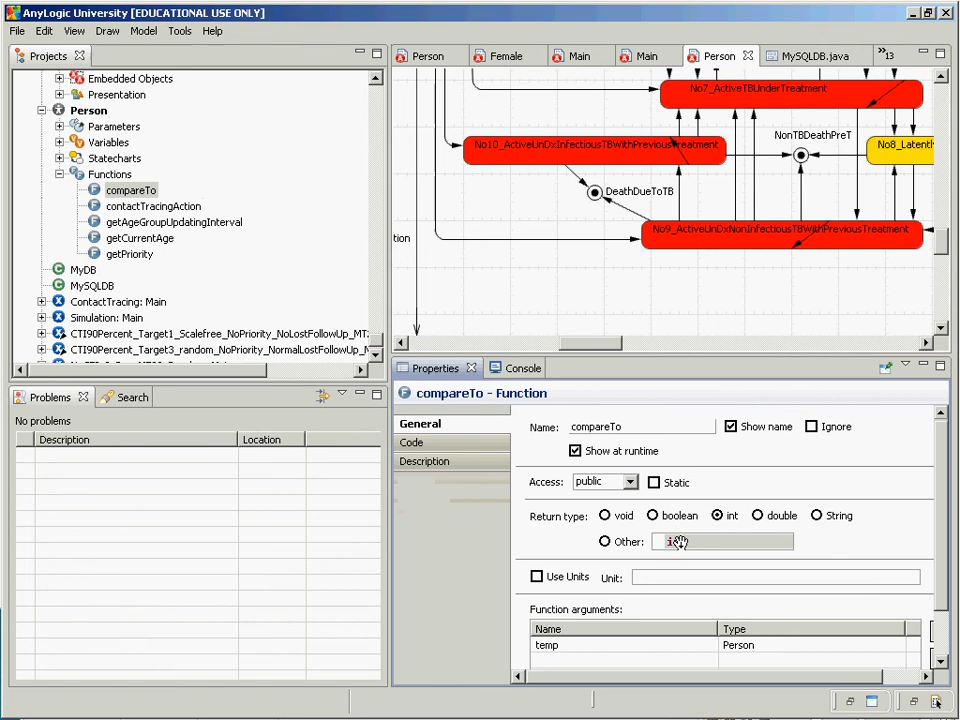 AnyLogic University [EDUCATIONAL USE ONLY]
File Edit View Draw Model Tools Help
Projects
Embedded Objects
Presentation
Person
Parameters
Variables
Statecharts
Functions
compareTo
contactTracingAction
getAgeGroupUpdatingInterval
getCurrentAge
getPriority
MyDB
MySQLDB
ContactTracing: Main
Simulation: Main
CTI90Percent_Target1_Scalefree_NoPriority_NoLostFollowUp_MT
CTI90Percent_Target3_random_NoPriority_NormalLostFollowUp_M
Person Female Main Main Person MySQLDB.java »13
No7_ActiveTBUnderTreatment
NonTBDeathPreT
No10_ActiveUnDxInfectiousTBWithPreviousTreatment
No8_Latently
DeathDueToTB
No9_ActiveUnDxNonInfectiousTBWithPreviousTreatment
tion
Problems Search
No problems
Description Location
Properties Console
compareTo - Function
General
Code
Description
Name: compareTo Show name Ignore
Show at runtime
Access: public Static
Return type: void boolean int double String
Other:
Use Units Unit:
Function arguments:
Name Type
temp Person